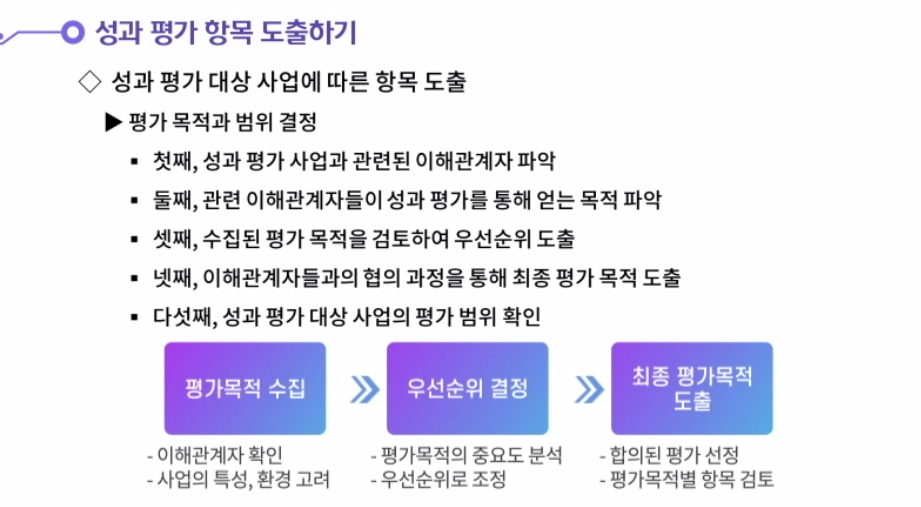 성과 평가 항목 도출하기
◇ 성과 평가 대상 사업에 따른 항목 도출
▶ 평가 목적과 범위 결정
▪ 첫째, 성과 평가 사업과 관련된 이해관계자 파악
▪ 둘째, 관련 이해관계자들이 성과 평가를 통해 얻는 목적 파악
▪ 셋째, 수집된 평가 목적을 검토하여 우선순위 도출
▪ 넷째, 이해관계자들과의 협의 과정을 통해 최종 평가 목적 도출
▪ 다섯째, 성과 평가 대상 사업의 평가 범위 확인
평가목적 수집
- 이해관계자 확인
- 사업의 특성, 환경 고려
우선순위 결정
- 평가목적의 중요도 분석
- 우선순위로 조정
최종 평가목적
도출
- 합의된 평가 선정
- 평가목적별 항목 검토